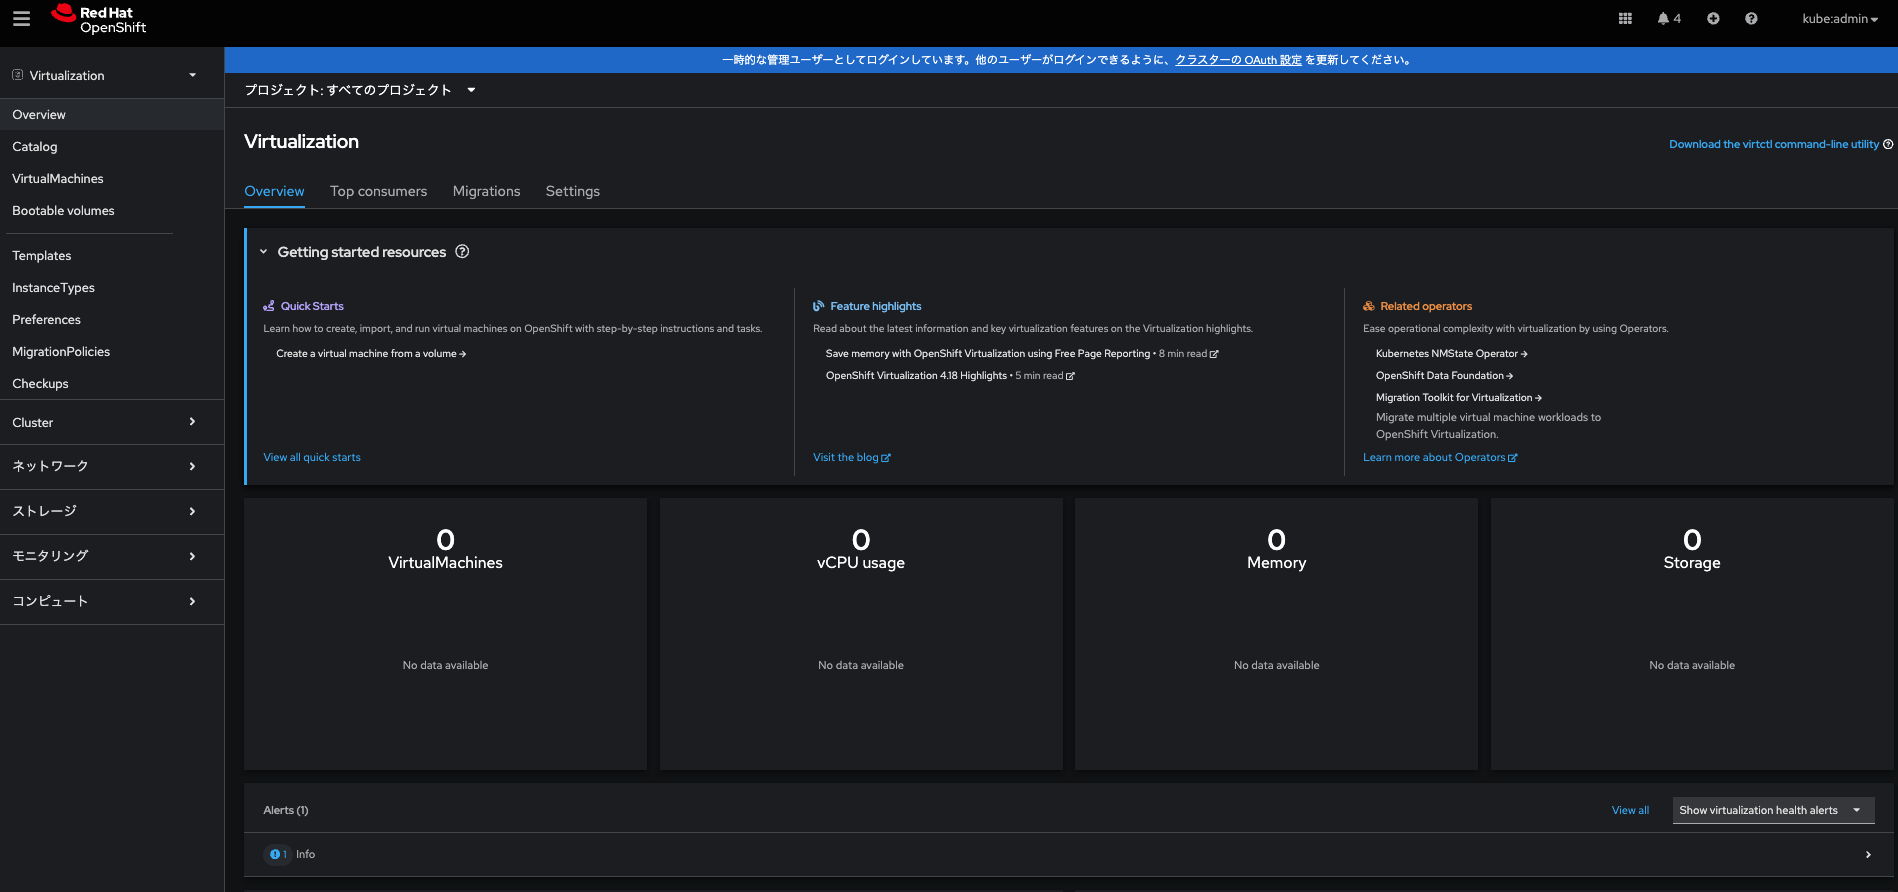 Red Hat
OpenShift
4
kube:admin
Virtualization
一時的な管理ユーザーとしてログインしています。他のユーザーがログインできるように、クラスターの OAuth 設定 を更新してください。
プロジェクト: すべてのプロジェクト
Overview
Catalog
VirtualMachines
Bootable volumes
Templates
InstanceTypes
Preferences
MigrationPolicies
Checkups
Cluster
ネットワーク
ストレージ
モニタリング
コンピュート
Virtualization
Download the virtctl command-line utility
Overview Top consumers Migrations Settings
Getting started resources
Quick Starts
Learn how to create, import, and run virtual machines on OpenShift with step-by-step instructions and tasks.
Create a virtual machine from a volume
View all quick starts
Feature highlights
Read about the latest information and key virtualization features on the Virtualization highlights.
Save memory with OpenShift Virtualization using Free Page Reporting • 8 min read
OpenShift Virtualization 4.18 Highlights • 5 min read
Visit the blog
Related operators
Ease operational complexity with virtualization by using Operators.
Kubernetes NMState Operator
OpenShift Data Foundation
Migration Toolkit for Virtualization
Migrate multiple virtual machine workloads to
OpenShift Virtualization.
Learn more about Operators
0
VirtualMachines
No data available
0
vCPU usage
No data available
0
Memory
No data available
0
Storage
No data available
Alerts (1)
View all
Show virtualization health alerts
1 Info